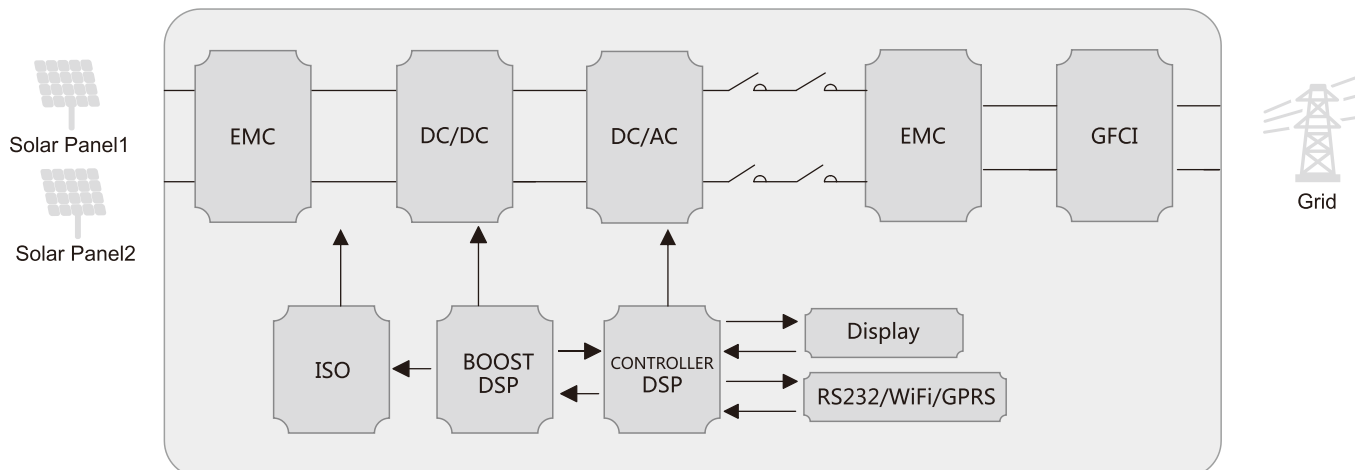 Solar Panel1
Solar Panel2
EMC
DC/DC
DC/AC
EMC
GFCI
Grid
ISO
BOOST
DSP
CONTROLLER
DSP
Display
RS232/WiFi/GPRS